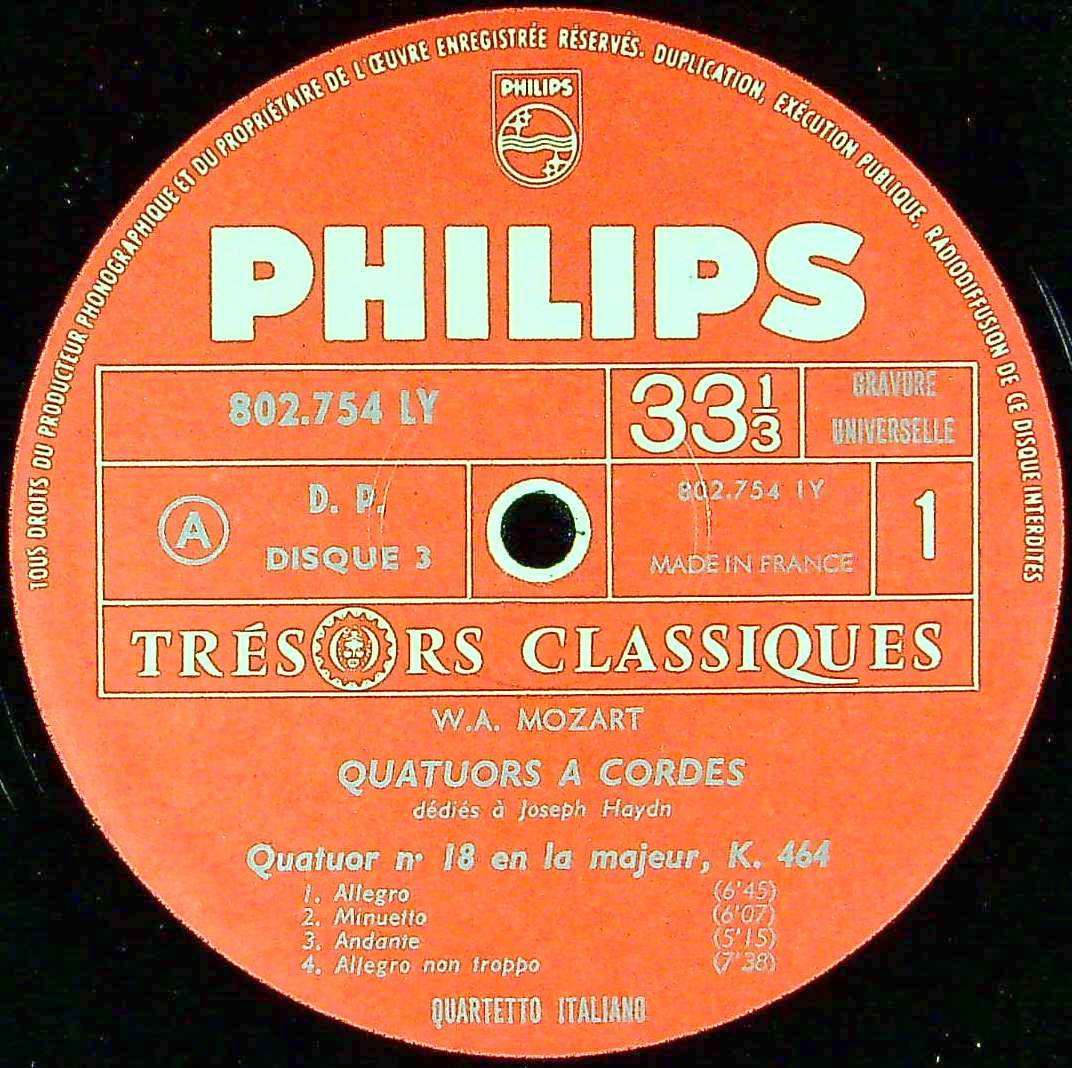 TOUS DROITS DU PRODUCTEUR PHONOGRAPHIQUE ET DU PROPRIÉTAIRE DE L'ŒUVRE ENREGISTRÉE RÉSERVÉS. DUPLICATION, EXÉCUTION PUBLIQUE, RADIODIFFUSION DE CE DISQUE INTERDITES
PHILIPS
PHILIPS
802.754 LY
33 1/3
GRAVURE
UNIVERSELLE
A
D. P.
DISQUE 3
802.754 1Y
MADE IN FRANCE
1
TRÉSORS CLASSIQUES
W.A. MOZART
QUATUORS A CORDES
dédiés à Joseph Haydn
Quatuor n° 18 en la majeur, K. 464
1. Allegro (6'45)
2. Minuetto (6'07)
3. Andante (5'15)
4. Allegro non troppo (7'38)
QUARTETTO ITALIANO